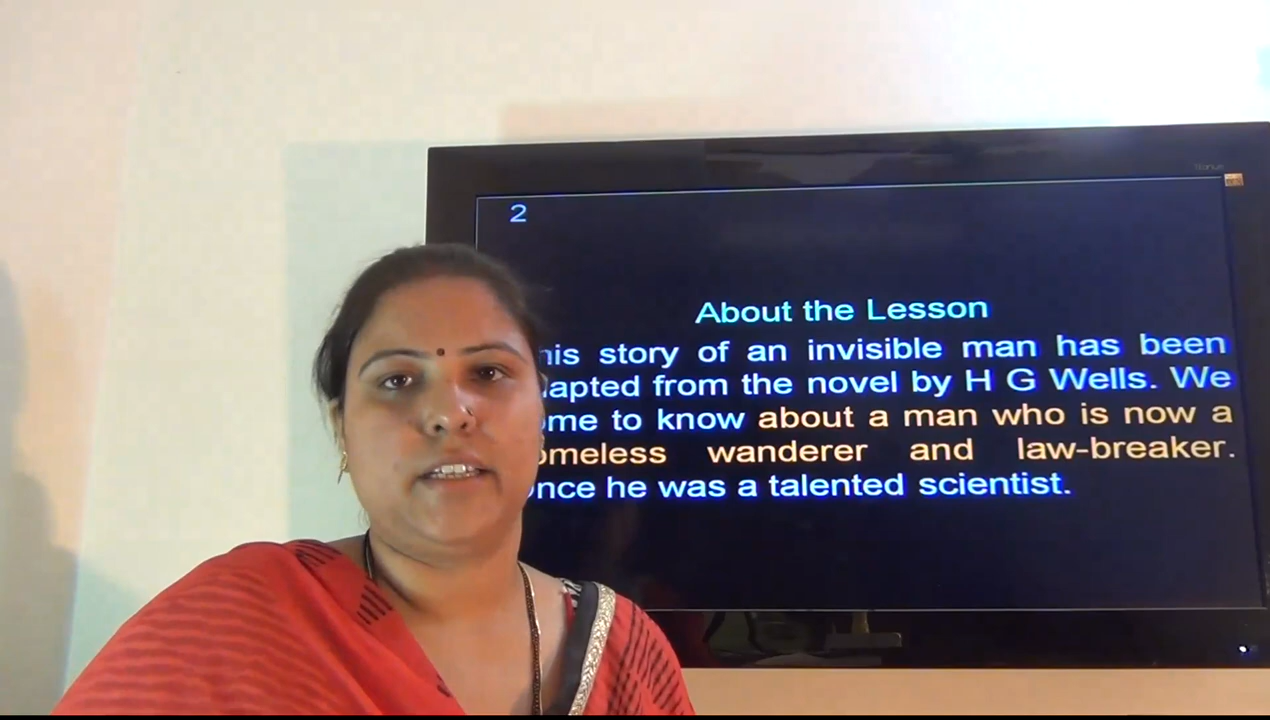 2
About the Lesson
his story of an invisible man has been
dapted from the novel by H G Wells. We
ome to know about a man who is now a
omeless wanderer and law-breaker.
nce he was a talented scientist.